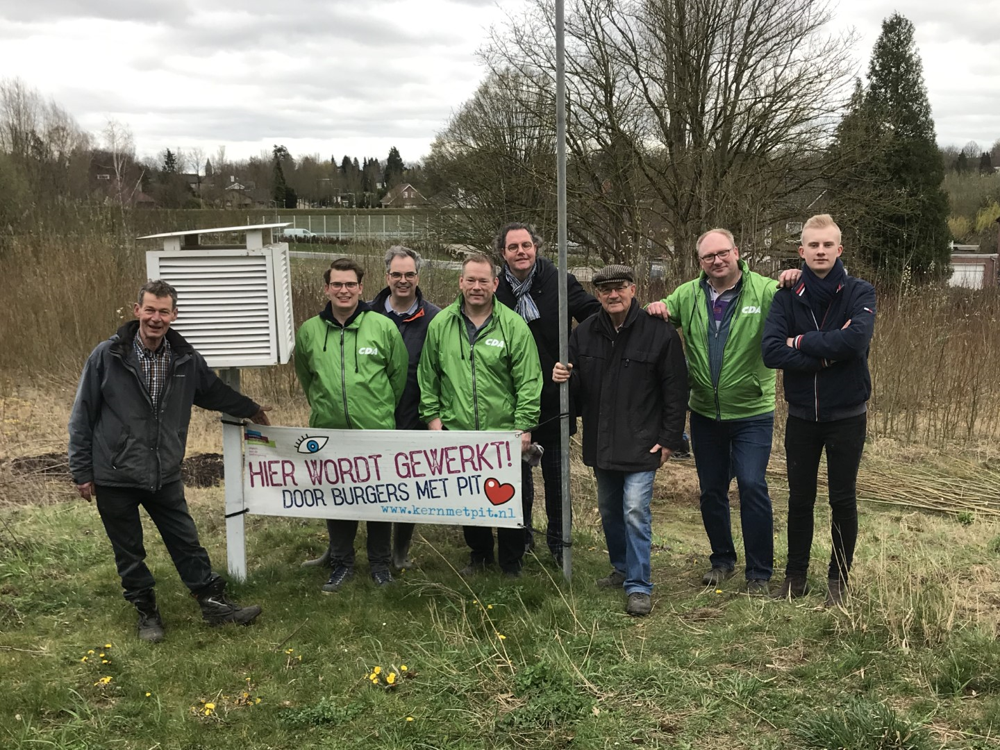 CDA
CDA
CDA
HIER WORDT GEWERKT!
DOOR BURGERS MET PIT
www.kernmetpit.nl